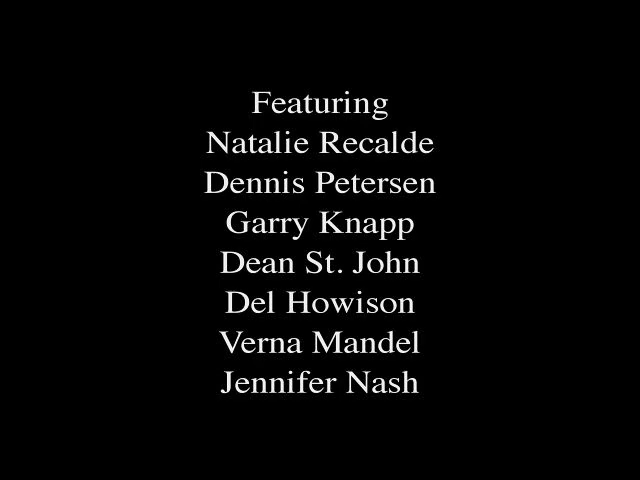 Featuring
Natalie Recalde
Dennis Petersen
Garry Knapp
Dean St. John
Del Howison
Verna Mandel
Jennifer Nash